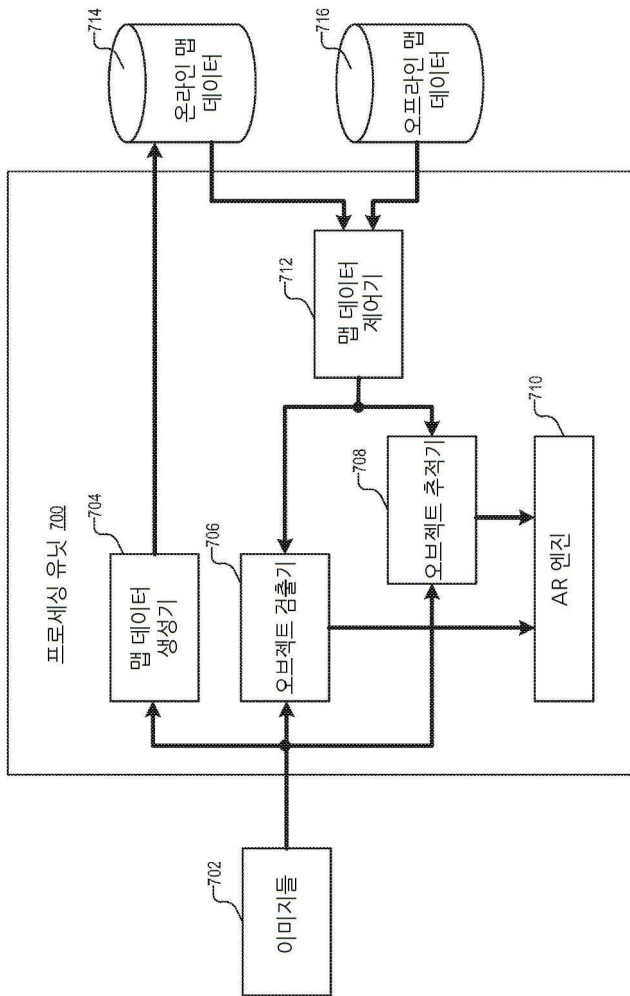 프로세싱 유닛 700
702
이미지들
704
맵 데이터
생성기
706
오브젝트 검출기
708
오브젝트 추적기
710
AR 엔진
712
맵 데이터
제어기
714
온라인 맵
데이터
716
오프라인 맵
데이터